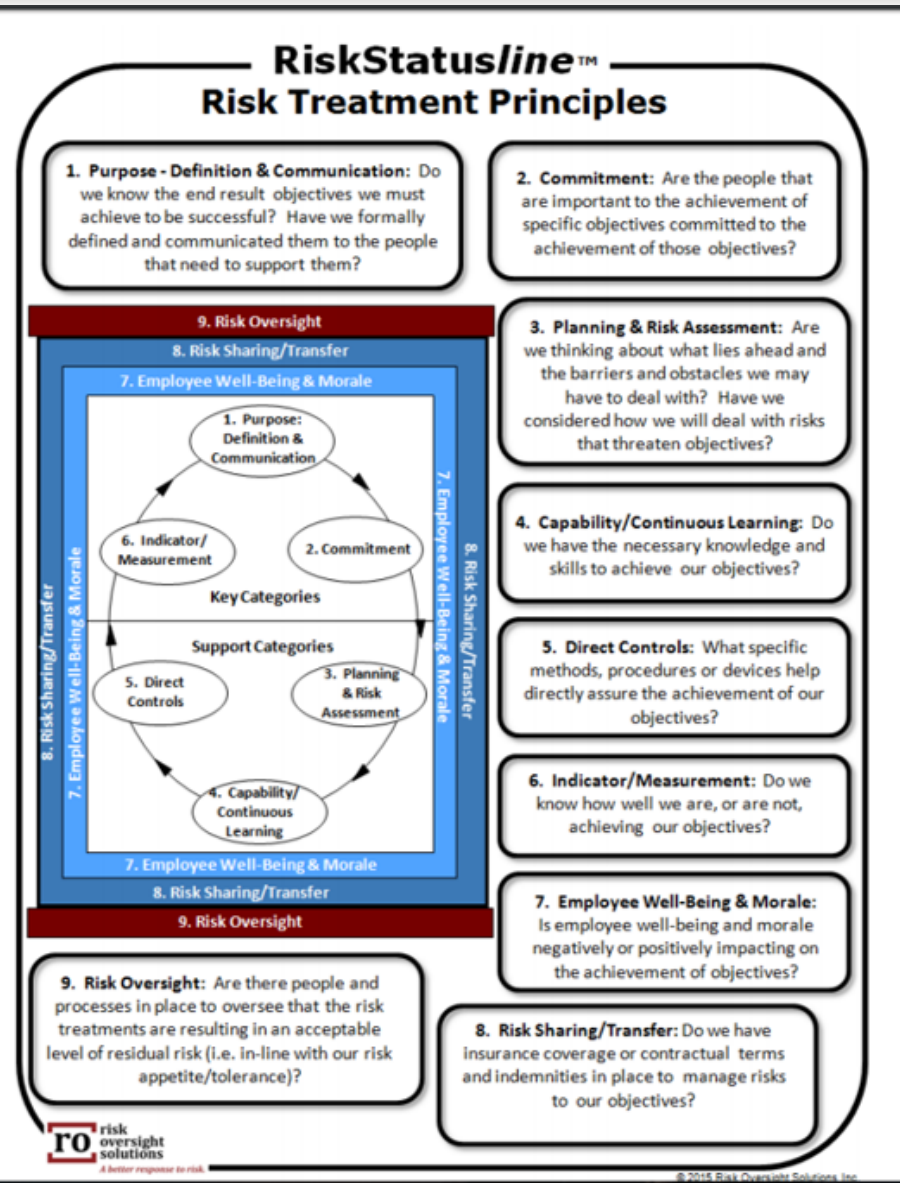 RiskStatusline™
Risk Treatment Principles
1. Purpose - Definition & Communication: Do
we know the end result objectives we must
achieve to be successful? Have we formally
defined and communicated them to the people
that need to support them?
2. Commitment: Are the people that
are important to the achievement of
specific objectives committed to the
achievement of those objectives?
9. Risk Oversight
8. Risk Sharing/Transfer
7. Employee Well-Being & Morale
1. Purpose:
Definition &
Communication
6. Indicator/
Measurement
2. Commitment
Key Categories
Support Categories
5. Direct
Controls
3. Planning
& Risk
Assessment
4. Capability/
Continuous
Learning
7. Employee Well-Being & Morale
8. Risk Sharing/Transfer
7. Employee Well-Being & Morale
8. Risk Sharing/Transfer
7. Employee Well-Being & Morale
8. Risk Sharing/Transfer
9. Risk Oversight
3. Planning & Risk Assessment: Are
we thinking about what lies ahead and
the barriers and obstacles we may
have to deal with? Have we
considered how we will deal with risks
that threaten objectives?
4. Capability/Continuous Learning: Do
we have the necessary knowledge and
skills to achieve our objectives?
5. Direct Controls: What specific
methods, procedures or devices help
directly assure the achievement of our
objectives?
6. Indicator/Measurement: Do we
know how well we are, or are not,
achieving our objectives?
7. Employee Well-Being & Morale:
Is employee well-being and morale
negatively or positively impacting on
the achievement of objectives?
9. Risk Oversight: Are there people and
processes in place to oversee that the risk
treatments are resulting in an acceptable
level of residual risk (i.e. in-line with our risk
appetite/tolerance)?
8. Risk Sharing/Transfer: Do we have
insurance coverage or contractual terms
and indemnities in place to manage risks
to our objectives?
ro
risk
oversight
solutions
A better response to risk.
© 2015 Risk Oversight Solutions Inc.